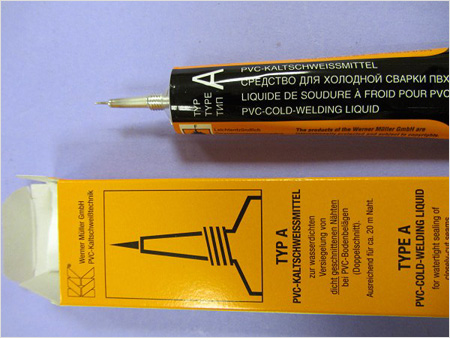 TYP
TYPE
ТИП
A
PVC-KALTSCHWEISSMITTEL
СРЕДСТВО ДЛЯ ХОЛОДНОЙ СВАРКИ ПВХ
LIQUIDE DE SOUDURE À FROID POUR PVC
PVC-COLD-WELDING LIQUID
The products of the Werner Müller GmbH are
Werner Müller GmbH
PVC-Kaltschweißtechnik
TYP A
PVC-KALTSCHWEISSMITTEL
zur wasserdichten
Versiegelung von
dicht geschnittenen Nähten
bei PVC-Bodenbelägen
(Doppelschnitt).
Ausreichend für ca. 20 m Naht.
TYPE A
PVC-COLD-WELDING LIQUID
for watertight sealing of